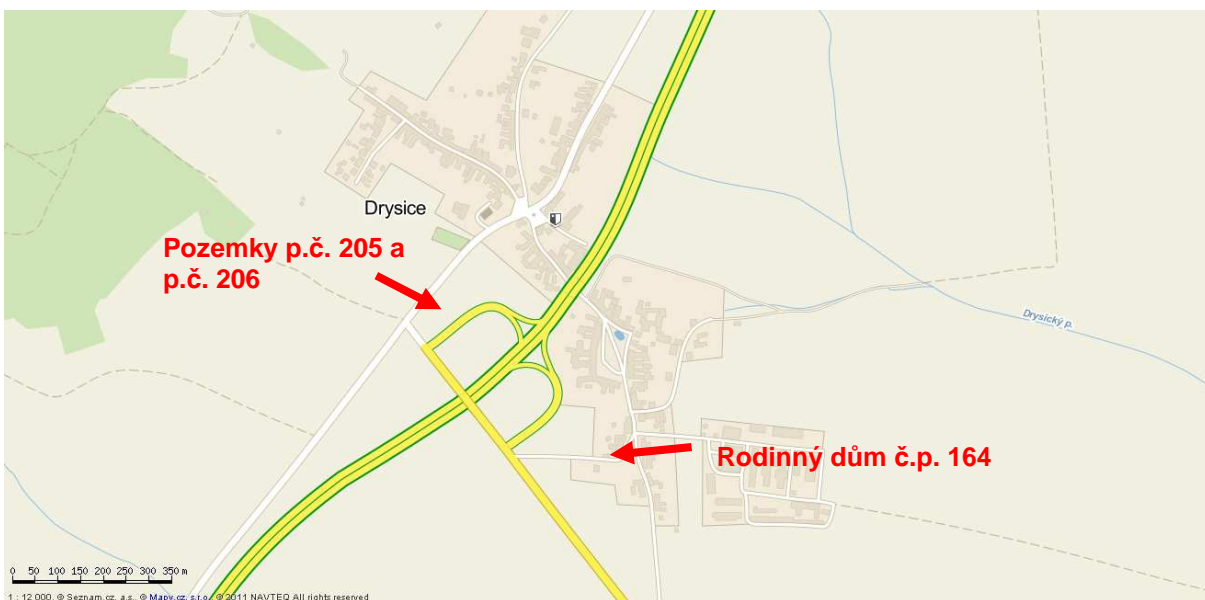 Drysice
Pozemky p.č. 205 a
p.č. 206
Drysický p.
Rodinný dům č.p. 164
0 50 100 150 200 250 300 350 m
1 : 12 000, © Seznam.cz, a.s., © Mapy.cz, s.r.o., © 2011 NAVTEQ All rights reserved